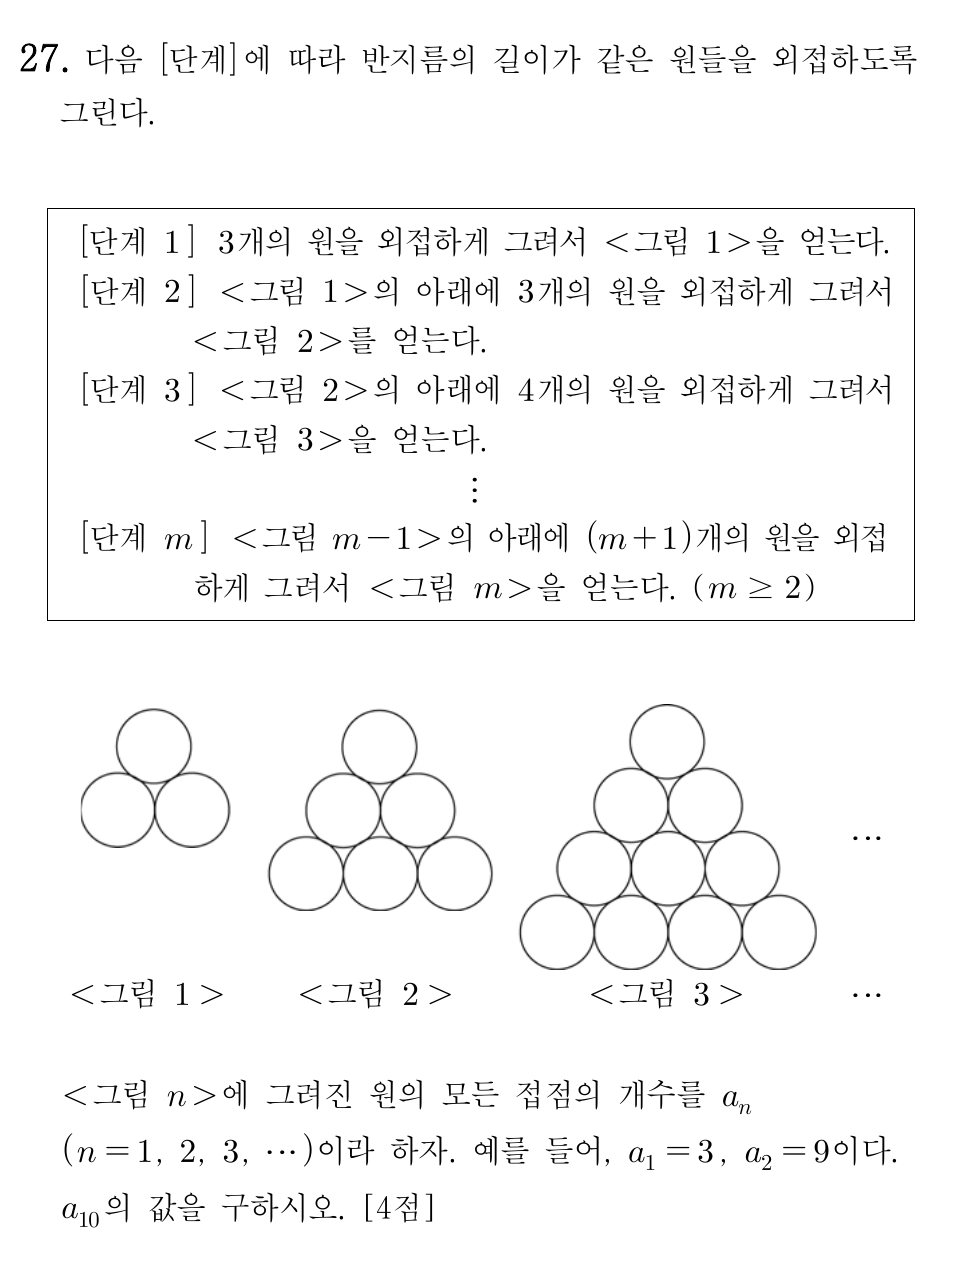 27. 다음 [단계]에 따라 반지름의 길이가 같은 원들을 외접하도록
그린다.
[단계 1] 3개의 원을 외접하게 그려서 <그림 1>을 얻는다.
[단계 2] <그림 1>의 아래에 3개의 원을 외접하게 그려서
<그림 2>를 얻는다.
[단계 3] <그림 2>의 아래에 4개의 원을 외접하게 그려서
<그림 3>을 얻는다.
⋮
[단계 m] <그림 m-1>의 아래에 (m+1)개의 원을 외접
하게 그려서 <그림 m>을 얻는다. (m ≥ 2)
⋯
<그림 1> <그림 2> <그림 3> ⋯
<그림 n>에 그려진 원의 모든 접점의 개수를 aₙ
(n=1, 2, 3, ⋯)이라 하자. 예를 들어, a₁=3, a₂=9이다.
a₁₀의 값을 구하시오. [4점]